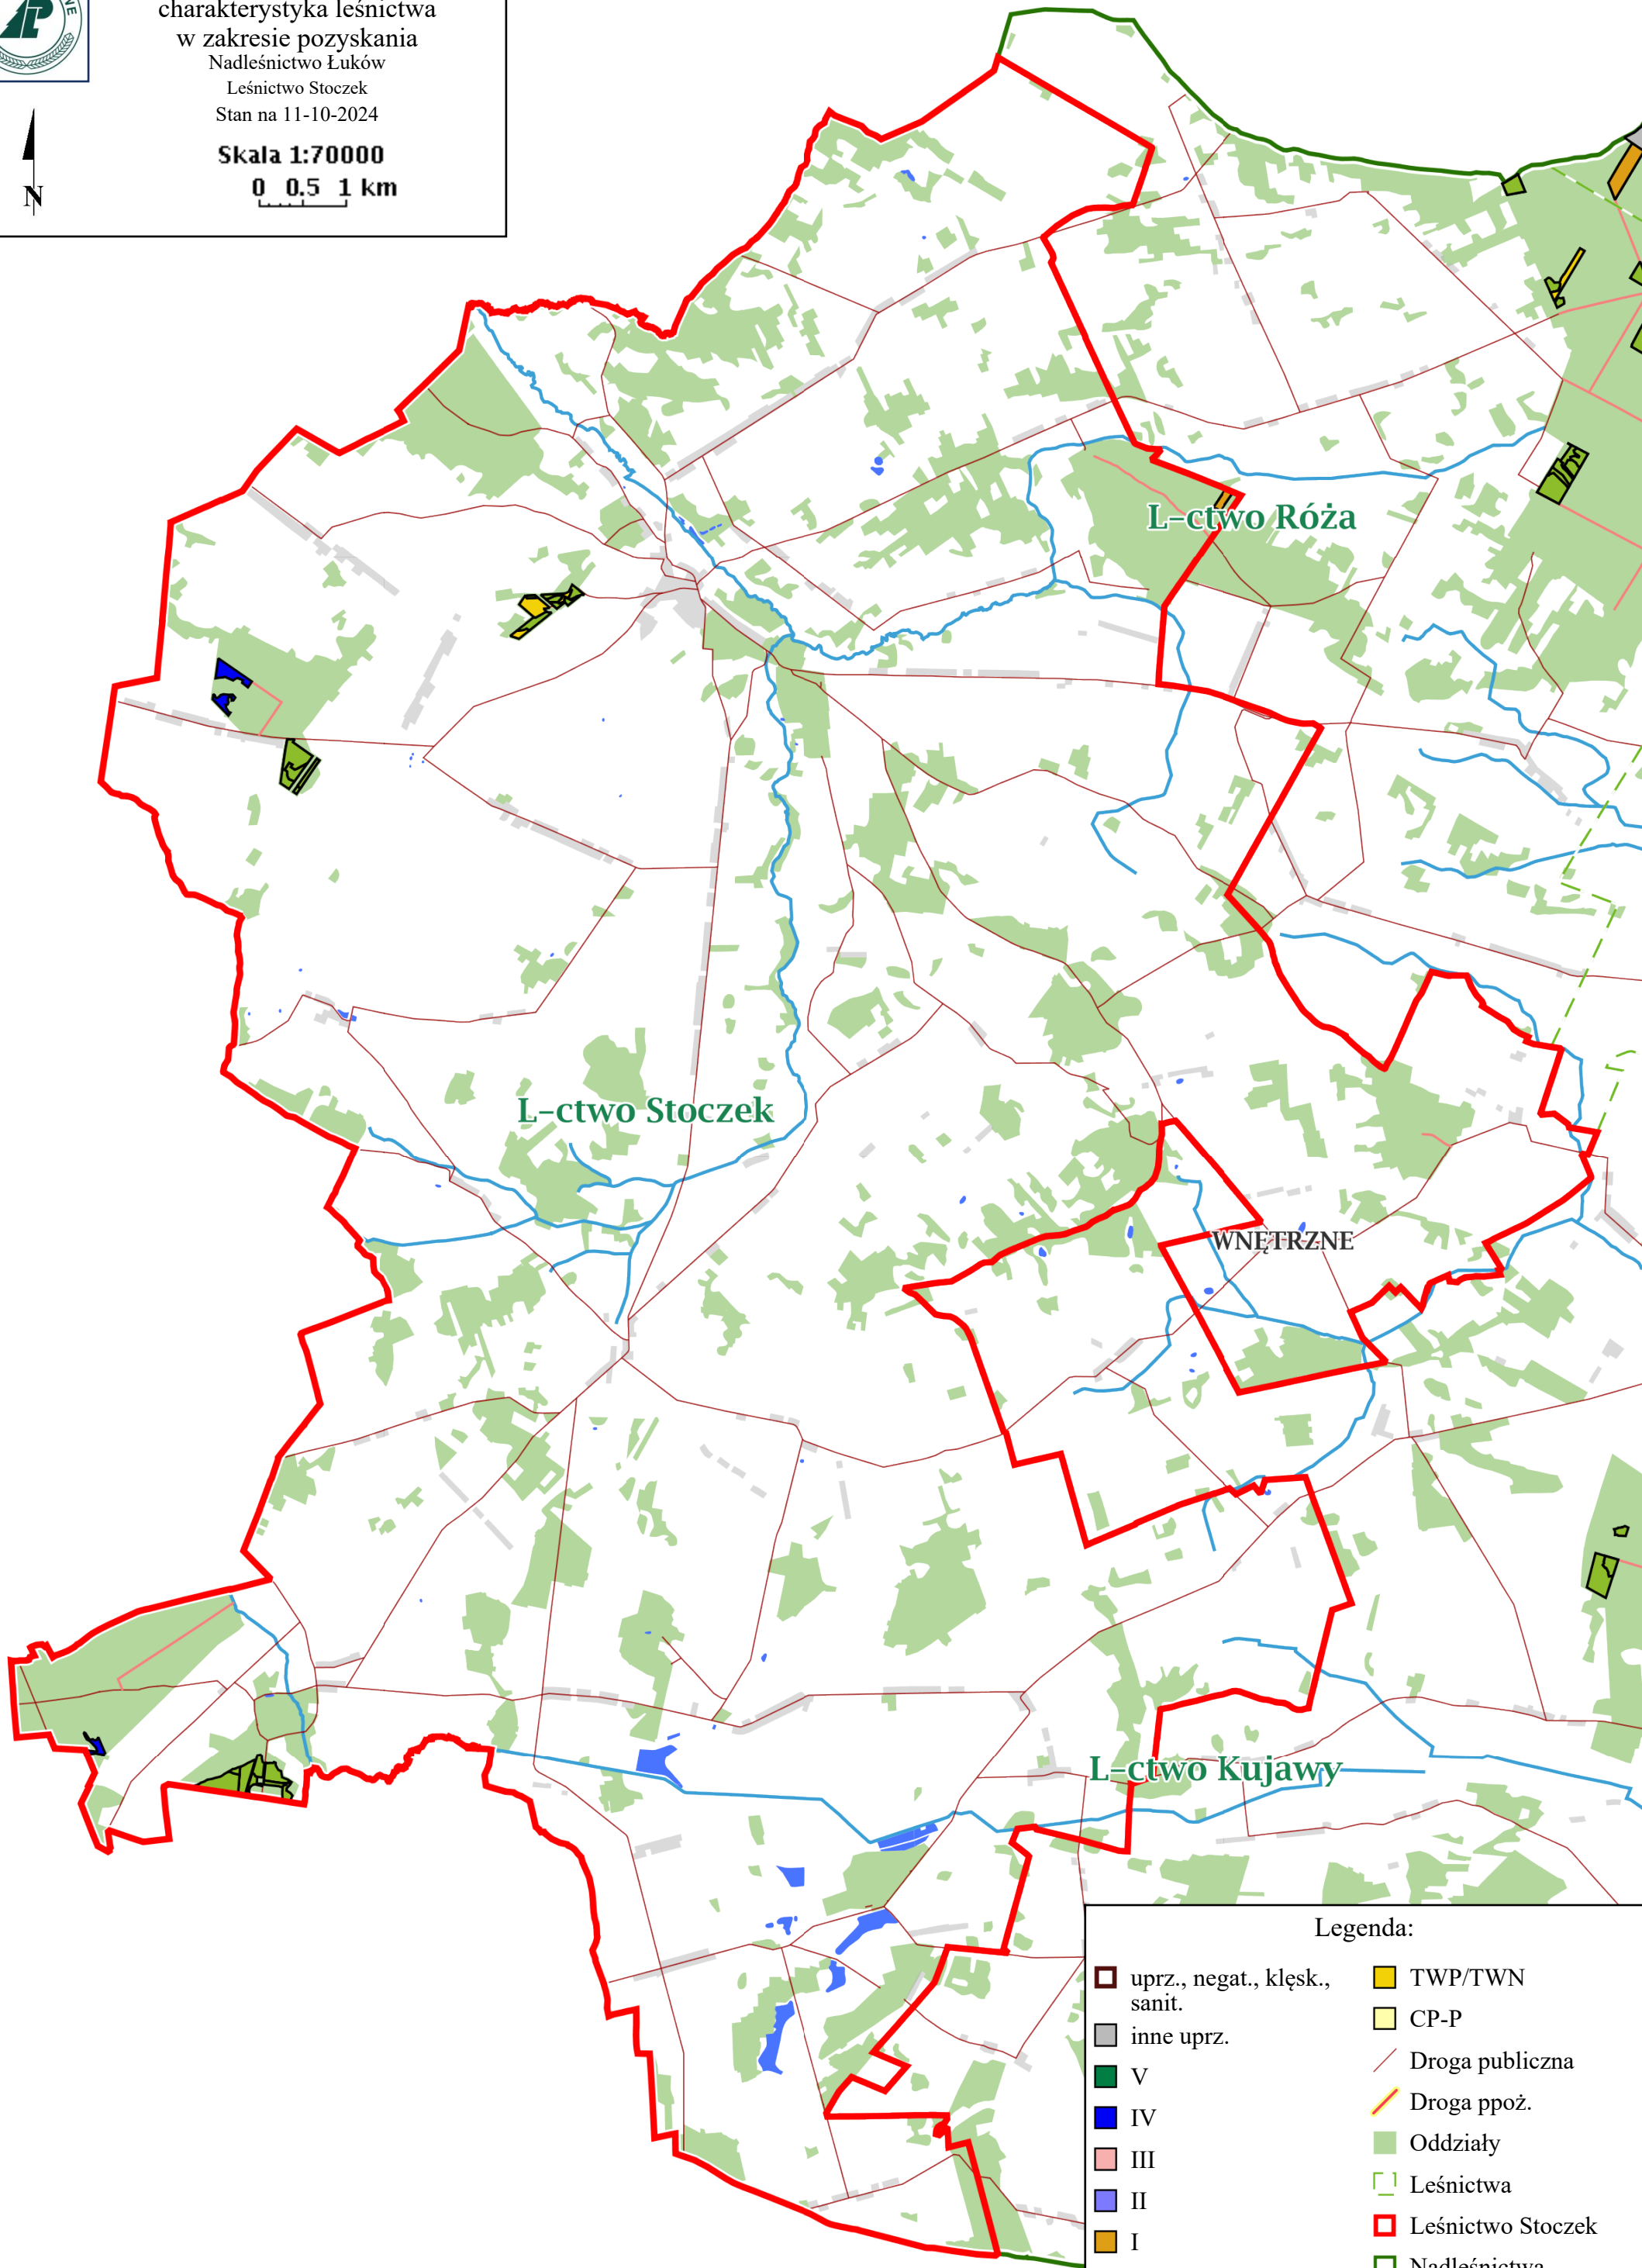 NE
charakterystyka leśnictwa
w zakresie pozyskania
Nadleśnictwo Łuków
Leśnictwo Stoczek
Stan na 11-10-2024
Skala 1:70000
0 0.5 1 km
N
L-ctwo Róża
L-ctwo Stoczek
WNĘTRZNE
L-ctwo Kujawy
Legenda:
uprz., negat., klęsk.,
sanit.
inne uprz.
V
IV
III
II
I
TWP/TWN
CP-P
Droga publiczna
Droga ppoż.
Oddziały
Leśnictwa
Leśnictwo Stoczek
Nadleśnictwa